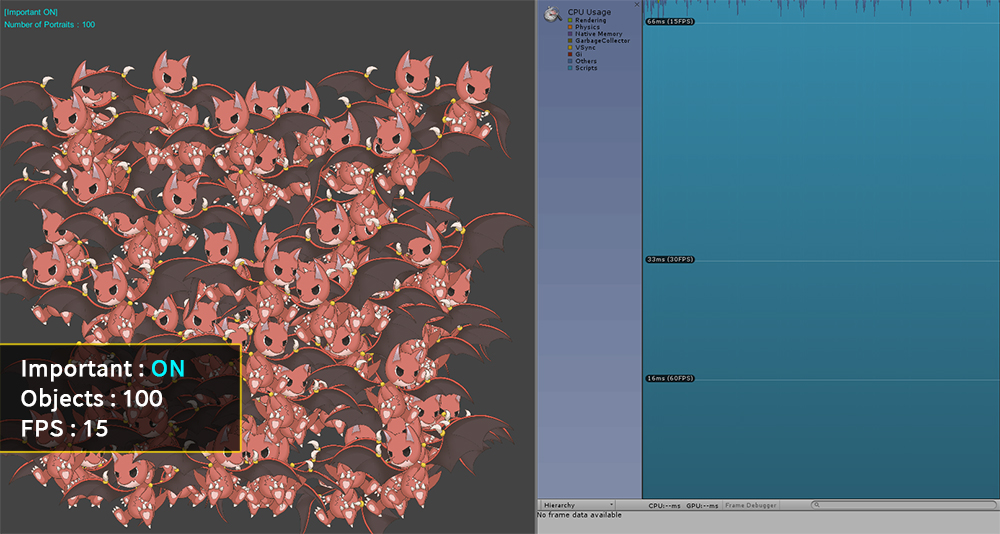 [Important ON]
Number of Portraits : 100
Important : ON
Objects : 100
FPS : 15
CPU Usage
Rendering
Physics
Native Memory
GarbageCollector
VSync
Gi
Others
Scripts
66ms (15FPS)
33ms (30FPS)
16ms (60FPS)
Hierarchy
CPU:--ms GPU:--ms Frame Debugger
No frame data available